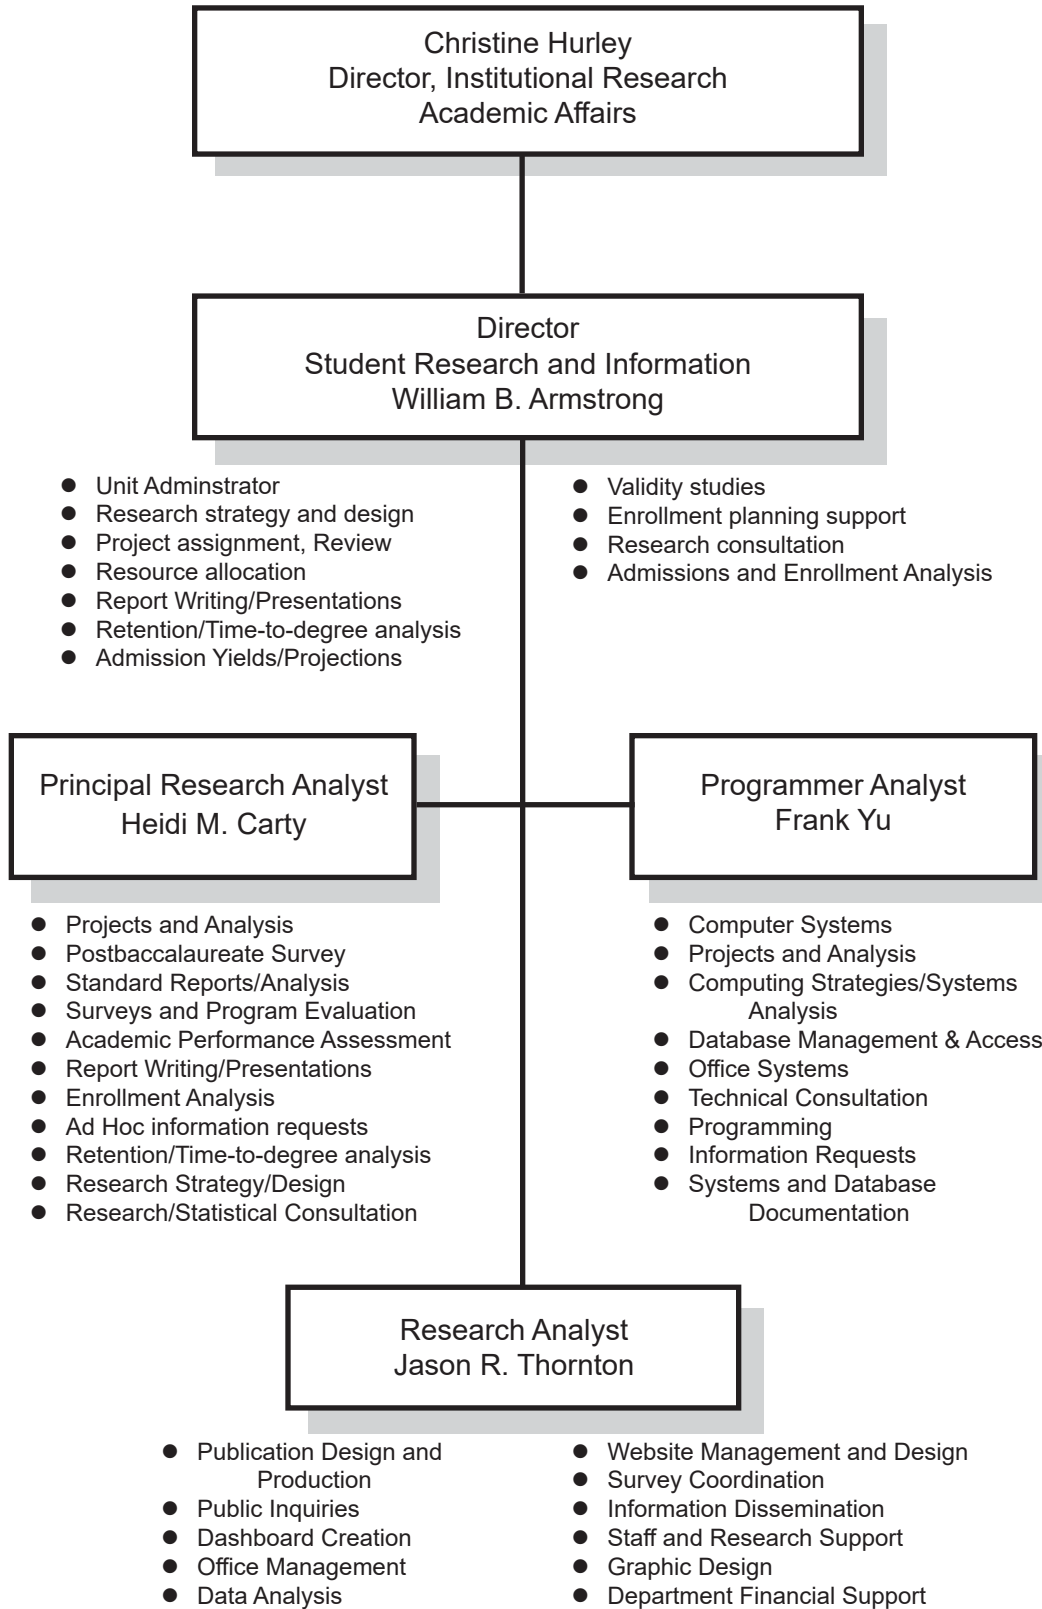 Christine Hurley
Director, Institutional Research
Academic Affairs
Director
Student Research and Information
William B. Armstrong
● Unit Adminstrator
● Research strategy and design
● Project assignment, Review
● Resource allocation
● Report Writing/Presentations
● Retention/Time-to-degree analysis
● Admission Yields/Projections
● Validity studies
● Enrollment planning support
● Research consultation
● Admissions and Enrollment Analysis
Principal Research Analyst
Heidi M. Carty
● Projects and Analysis
● Postbaccalaureate Survey
● Standard Reports/Analysis
● Surveys and Program Evaluation
● Academic Performance Assessment
● Report Writing/Presentations
● Enrollment Analysis
● Ad Hoc information requests
● Retention/Time-to-degree analysis
● Research Strategy/Design
● Research/Statistical Consultation
Programmer Analyst
Frank Yu
● Computer Systems
● Projects and Analysis
● Computing Strategies/Systems
Analysis
● Database Management & Access
● Office Systems
● Technical Consultation
● Programming
● Information Requests
● Systems and Database
Documentation
Research Analyst
Jason R. Thornton
● Publication Design and
Production
● Public Inquiries
● Dashboard Creation
● Office Management
● Data Analysis
● Website Management and Design
● Survey Coordination
● Information Dissemination
● Staff and Research Support
● Graphic Design
● Department Financial Support